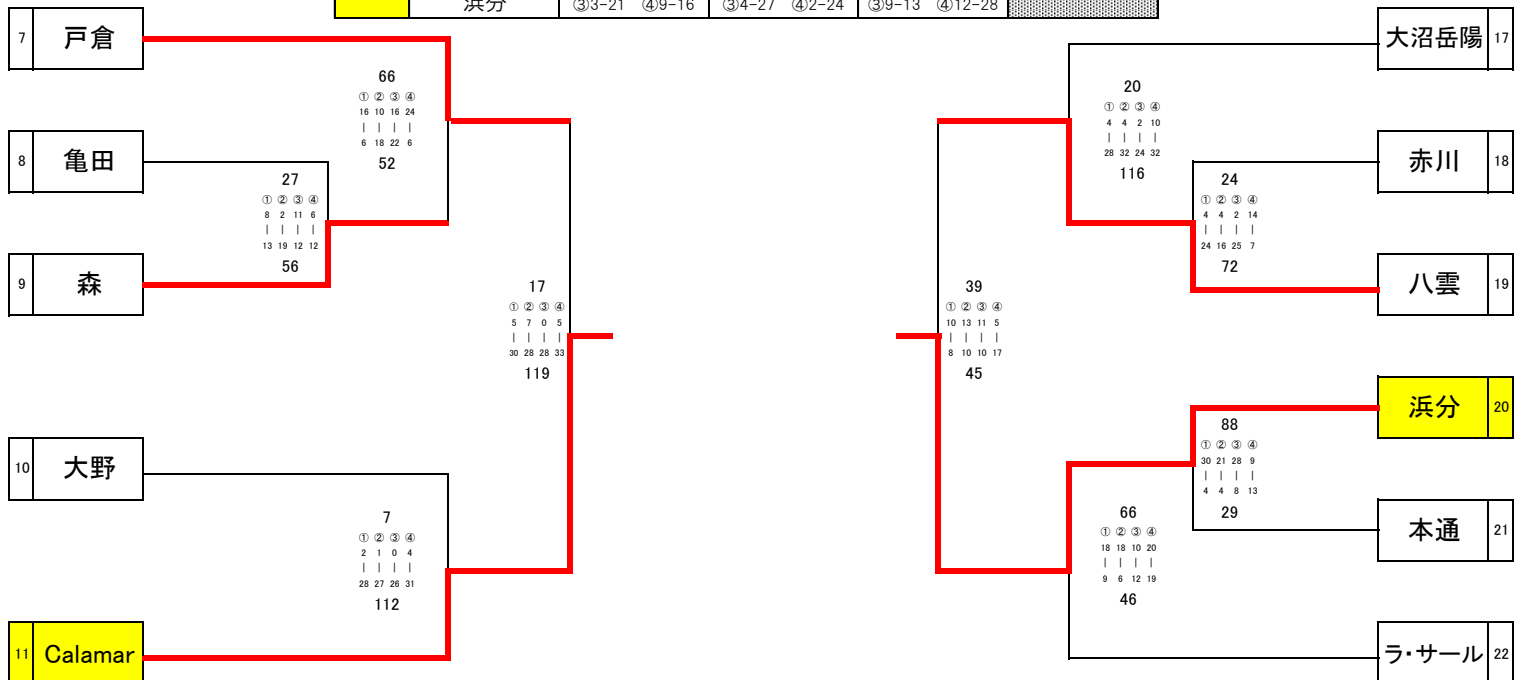 浜分 ③3-21 ④9-16 ③4-27 ④2-24 ③9-13 ④12-28
7 戸倉
66
① ② ③ ④
16 10 16 24
| | | |
6 18 22 6
52
8 亀田
27
① ② ③ ④
8 2 11 6
| | | |
13 19 12 12
56
9 森
17
① ② ③ ④
5 7 0 5
| | | |
30 28 28 33
119
10 大野
7
① ② ③ ④
2 1 0 4
| | | |
28 27 26 31
112
11 Calamar
大沼岳陽 17
20
① ② ③ ④
4 4 2 10
| | | |
28 32 24 32
116
赤川 18
24
① ② ③ ④
4 4 2 14
| | | |
24 16 25 7
72
八雲 19
39
① ② ③ ④
10 13 11 5
| | | |
8 10 10 17
45
浜分 20
88
① ② ③ ④
30 21 28 9
| | | |
4 4 8 13
29
本通 21
66
① ② ③ ④
18 18 10 20
| | | |
9 6 12 19
46
ラ・サール 22